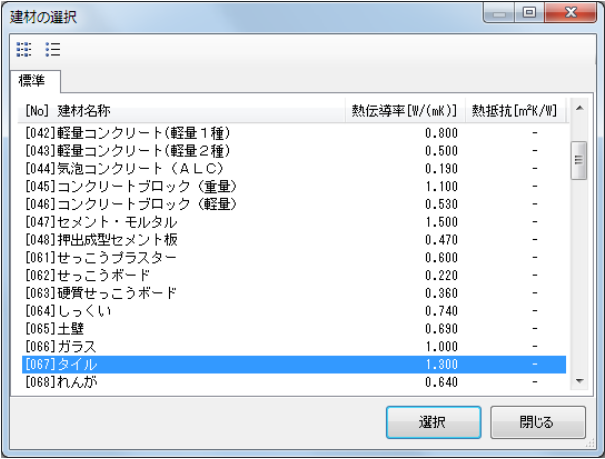 建材の選択
標準
[No] 建材名称 熱伝導率[W/(mK)] 熱抵抗[m²K/W]
[042]軽量コンクリート(軽量１種) 0.800 -
[043]軽量コンクリート(軽量２種) 0.500 -
[044]気泡コンクリート（ＡＬＣ） 0.190 -
[045]コンクリートブロック（重量） 1.100 -
[046]コンクリートブロック（軽量） 0.530 -
[047]セメント・モルタル 1.500 -
[048]押出成型セメント板 0.470 -
[061]せっこうプラスター 0.600 -
[062]せっこうボード 0.220 -
[063]硬質せっこうボード 0.360 -
[064]しっくい 0.740 -
[065]土壁 0.690 -
[066]ガラス 1.000 -
[067]タイル 1.300 -
[068]れんが 0.640 -
選択 閉じる